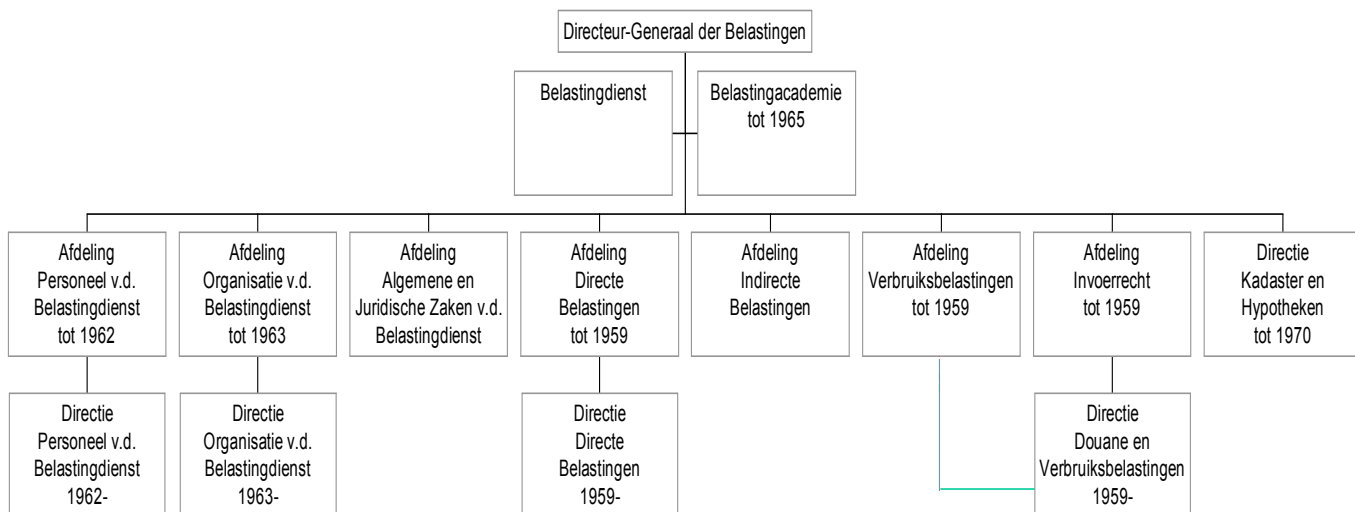 Directeur-Generaal der Belastingen
Belastingdienst
Belastingacademie
tot 1965
Afdeling
Personeel v.d.
Belastingdienst
tot 1962
Afdeling
Organisatie v.d.
Belastingdienst
tot 1963
Afdeling
Algemene en
Juridische Zaken v.d.
Belastingdienst
Afdeling
Directe
Belastingen
tot 1959
Afdeling
Indirecte
Belastingen
Afdeling
Verbruiksbelastingen
tot 1959
Afdeling
Invoerrecht
tot 1959
Directie
Kadaster en
Hypotheken
tot 1970
Directie
Personeel v.d.
Belastingdienst
1962-
Directie
Organisatie v.d.
Belastingdienst
1963-
Directie
Directe
Belastingen
1959-
Directie
Douane en
Verbruiksbelastingen
1959-